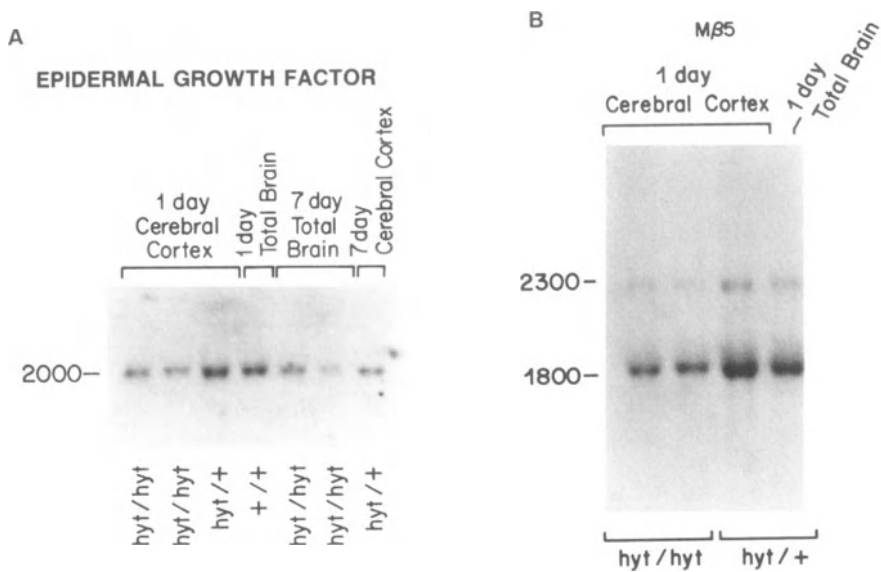 A
EPIDERMAL GROWTH FACTOR
1 day
Cerebral
Cortex
1 day
Total Brain
7 day
Total
Brain
7 day
Cerebral Cortex
2000
hyt/hyt
hyt/hyt
hyt/+
+/+
hyt/hyt
hyt/hyt
hyt/+
B
Mβ5
1 day
Cerebral Cortex
1 day
Total Brain
2300
1800
hyt/hyt
hyt/+